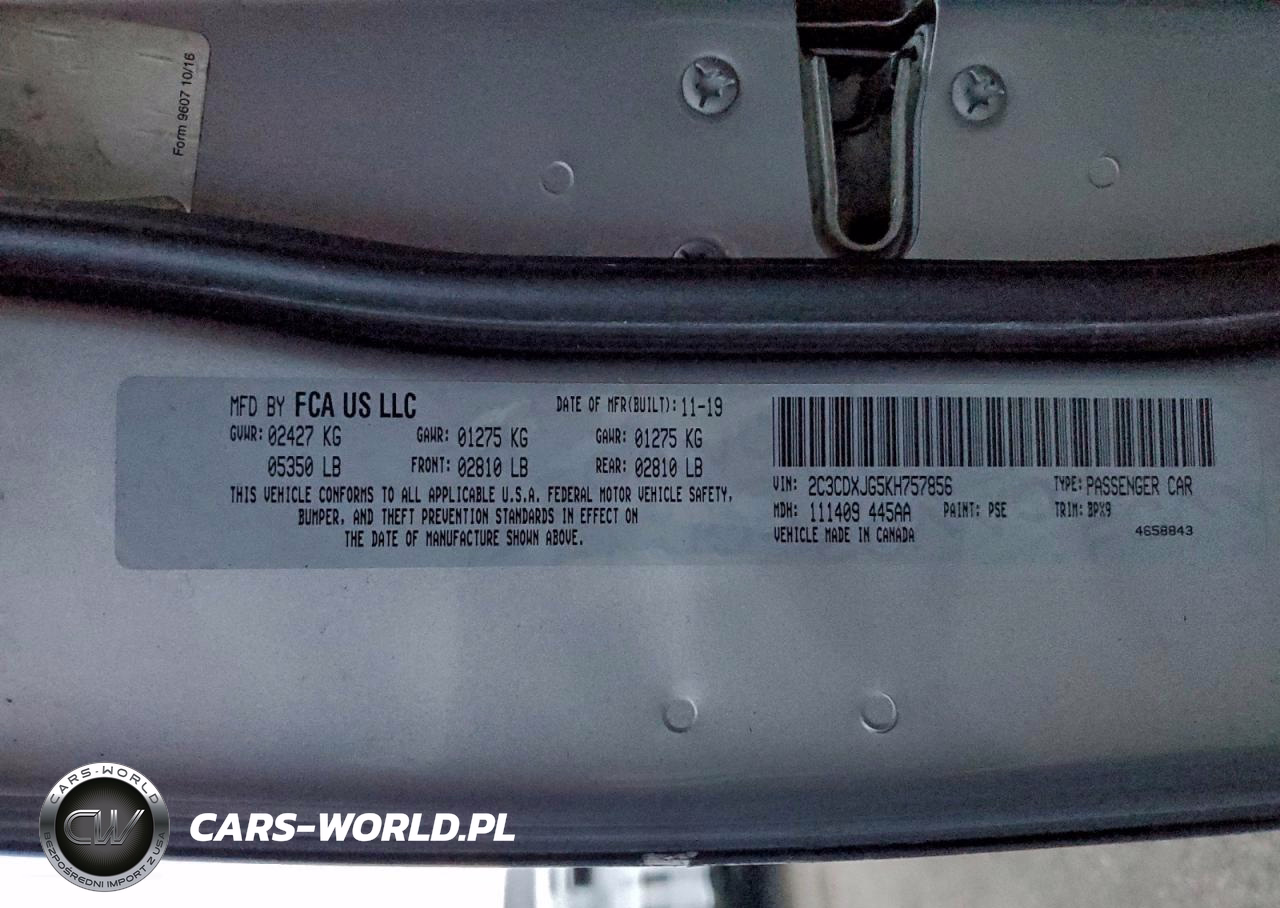 Form 9607 10/16
MFD BY FCA US LLC
DATE OF MFR(BUILT): 11-19
GVWR: 02427 KG
GAWR: 01275 KG
GAWR: 01275 KG
05350 LB
FRONT: 02810 LB
REAR: 02810 LB
THIS VEHICLE CONFORMS TO ALL APPLICABLE U.S.A. FEDERAL MOTOR VEHICLE SAFETY,
BUMPER, AND THEFT PREVENTION STANDARDS IN EFFECT ON
THE DATE OF MANUFACTURE SHOWN ABOVE.
VIN: 2C3CDXJG5KH757856
TYPE: PASSENGER CAR
MDH: 111409 445AA
PAINT: PSE
TRIM: BPX9
VEHICLE MADE IN CANADA
4658843
CARS-WORLD
CW
BEZPOŚREDNI IMPORT Z USA
CARS-WORLD.PL